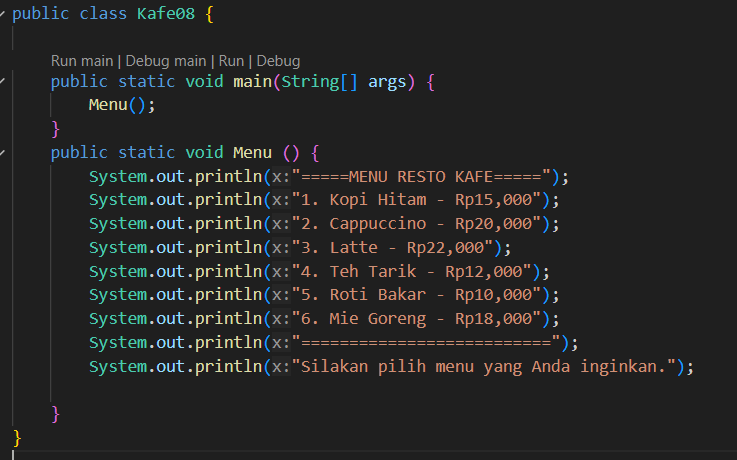 public class Kafe08 {
Run main | Debug main | Run | Debug
public static void main(String[] args) {
Menu();
}
public static void Menu () {
System.out.println(x:"=====MENU RESTO KAFE=====");
System.out.println(x:"1. Kopi Hitam - Rp15,000");
System.out.println(x:"2. Cappuccino - Rp20,000");
System.out.println(x:"3. Latte - Rp22,000");
System.out.println(x:"4. Teh Tarik - Rp12,000");
System.out.println(x:"5. Roti Bakar - Rp10,000");
System.out.println(x:"6. Mie Goreng - Rp18,000");
System.out.println(x:"==========================");
System.out.println(x:"Silakan pilih menu yang Anda inginkan.");
}
}